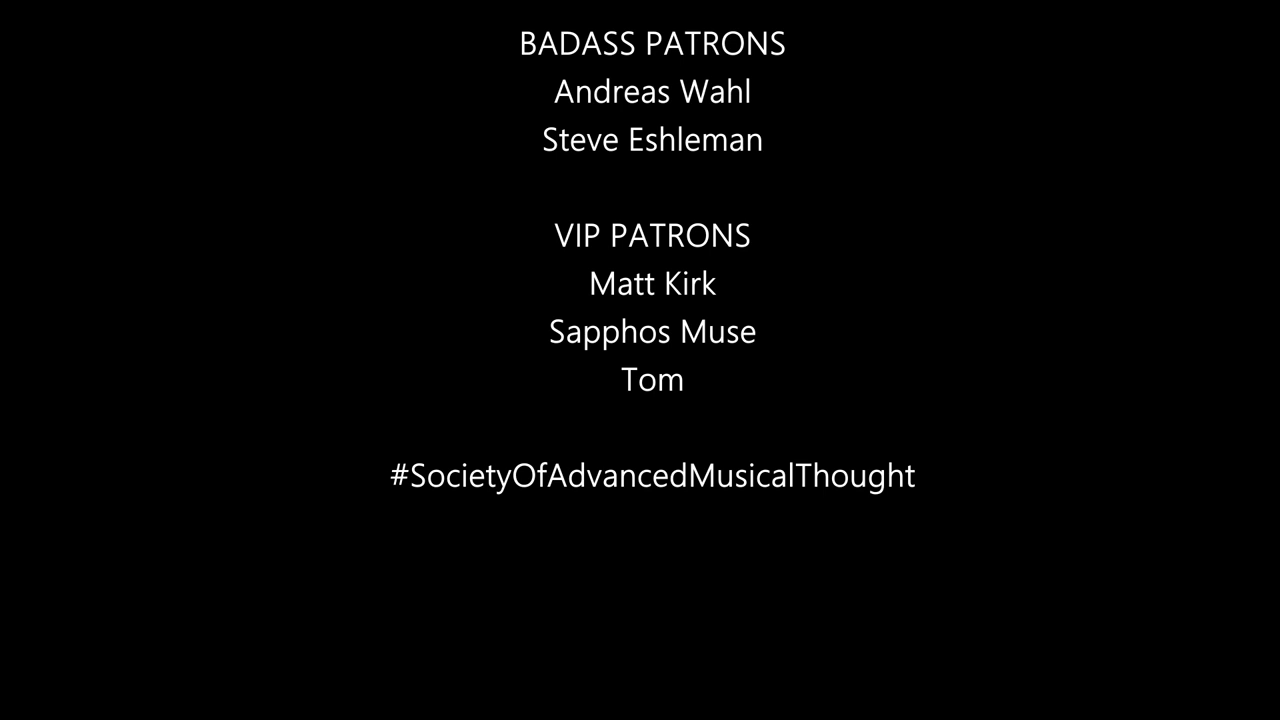 BADASS PATRONS
Andreas Wahl
Steve Eshleman
VIP PATRONS
Matt Kirk
Sapphos Muse
Tom
#SocietyOfAdvancedMusicalThought